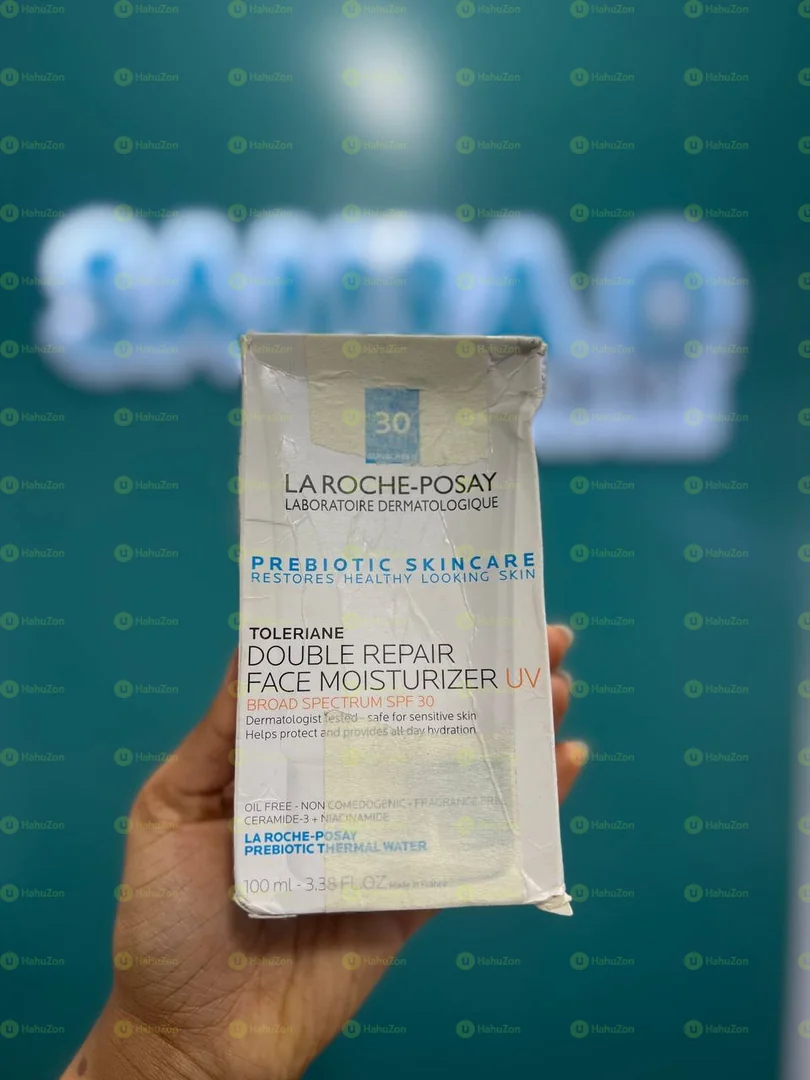 30
LA ROCHE-POSAY
LABORATOIRE DERMATOLOGIQUE
PREBIOTIC SKINCARE
RESTORES HEALTHY LOOKING SKIN
TOLERIANE
DOUBLE REPAIR
FACE MOISTURIZER UV
BROAD SPECTRUM SPF 30
Dermatologist tested - safe for sensitive skin
Helps protect and provides all day hydration
OIL FREE - NON COMEDOGENIC - FRAGRANCE FREE
CERAMIDE-3 + NIACINAMIDE
LA ROCHE-POSAY
PREBIOTIC THERMAL WATER
100 ml - 3.38 FL.OZ Made in France
HahuZon